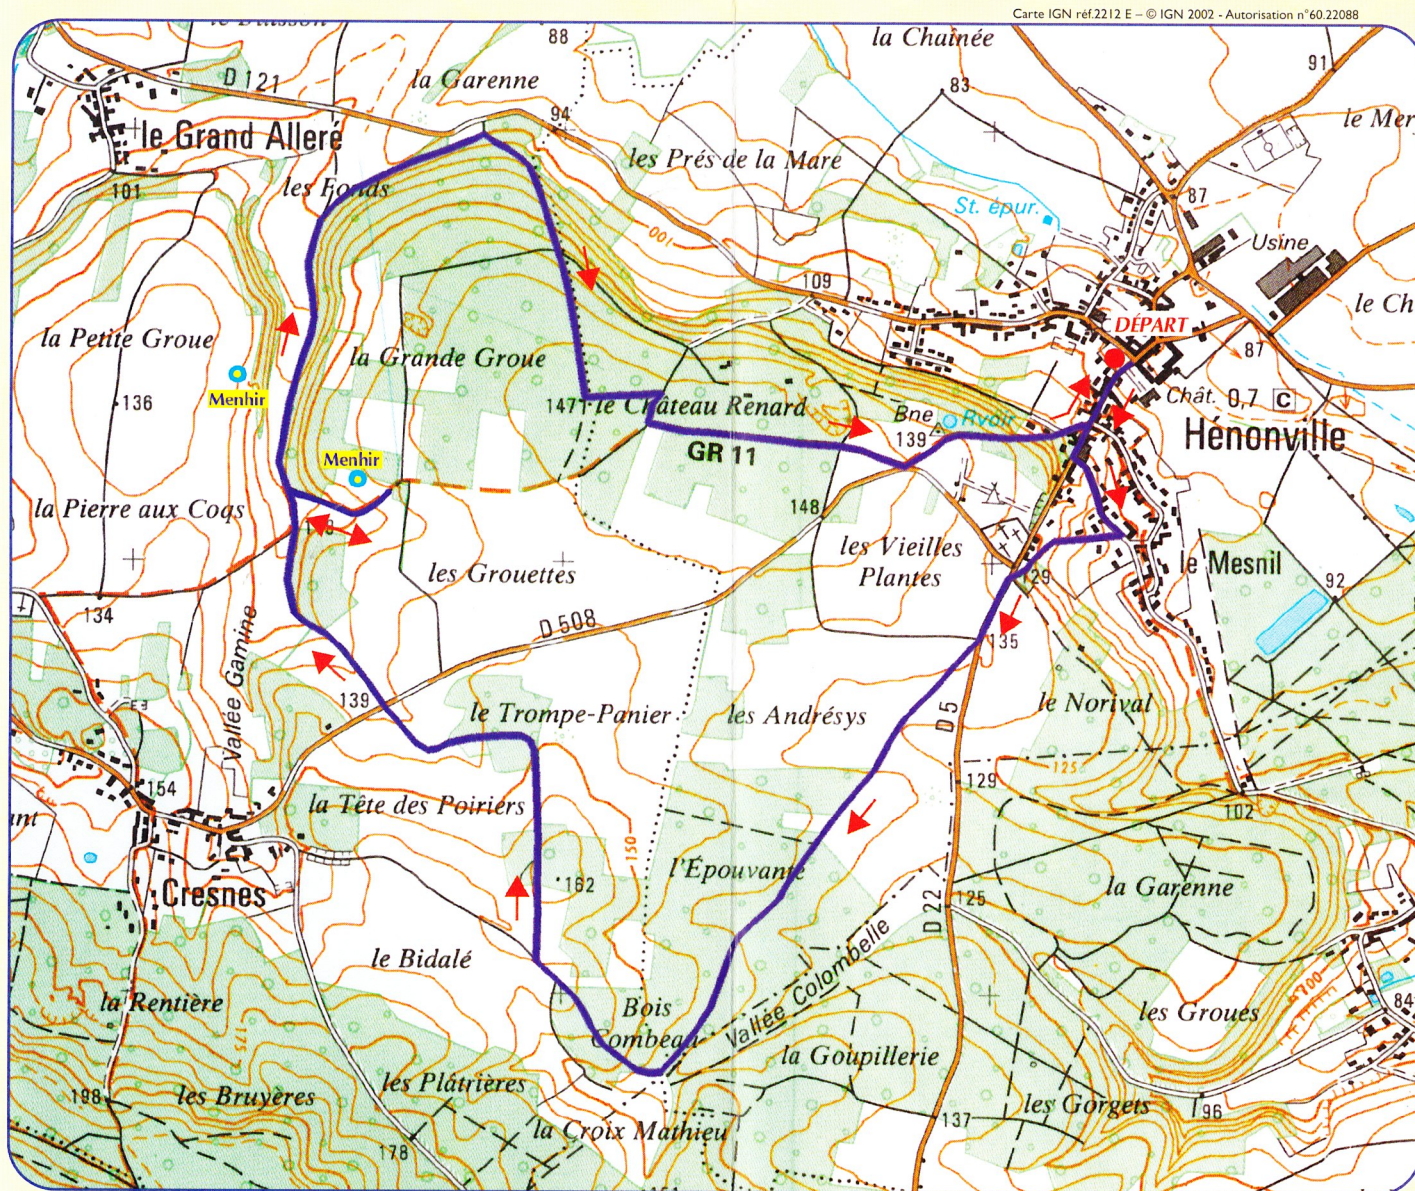 Carte IGN réf.2212 E – © IGN 2002 - Autorisation n°60.22088
88
la Chaînée
91
D 121
la Garenne
83
94
le Grand Alleré
les Prés de la Mare
101
les Fonds
87
St. épur.
100
Usine
109
la Petite Groue
DÉPART
la Grande Groue
87
Menhir
136
147
le Château Renard
Bne
139
Rvoir
Chât.
0,7 C
Hénonville
GR 11
Menhir
la Pierre aux Coqs
148
les Vieilles
Plantes
le Mesnil
les Grouettes
129
92
134
D 508
135
Vallée Gamine
139
le Trompe-Panier
les Andrésys
D 5
le Norival
125
129
154
la Tête des Poiriers
102
150
l'Épouvante
162
la Garenne
Cresnes
125
D 22
le Bidalé
Vallée Colombelle
100
la Rentière
Bois
Combeau
les Groues
84
175
la Goupillerie
les Plâtrières
198
les Bruyères
les Gorgets
96
137
la Croix Mathieu
178